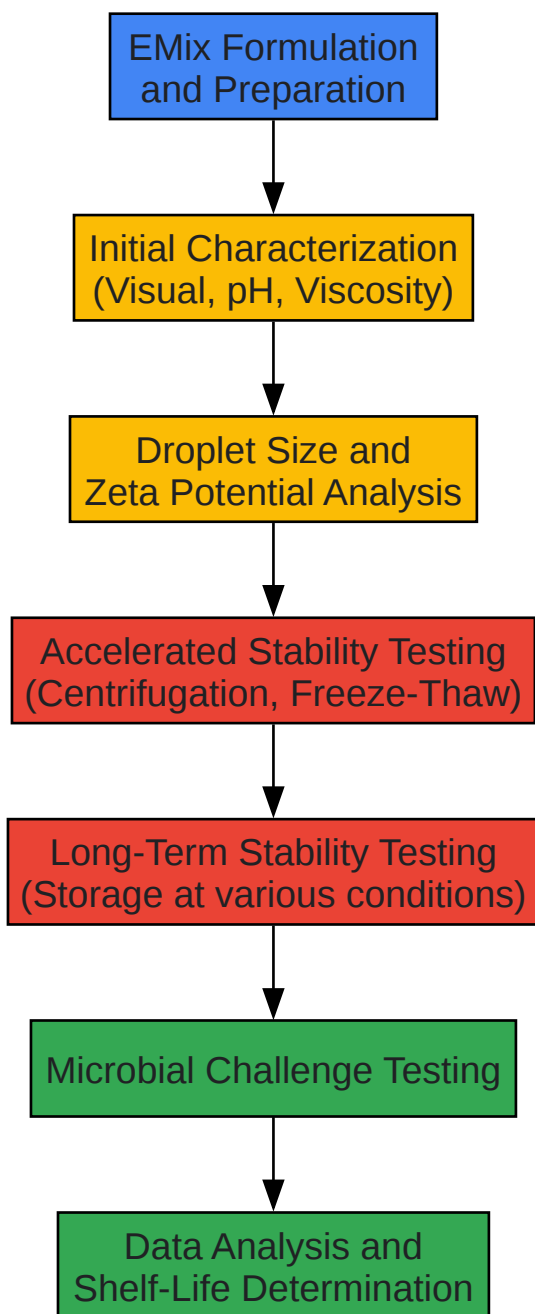 EMix Formulation
and Preparation
Initial Characterization
(Visual, pH, Viscosity)
Droplet Size and
Zeta Potential Analysis
Accelerated Stability Testing
(Centrifugation, Freeze-Thaw)
Long-Term Stability Testing
(Storage at various conditions)
Microbial Challenge Testing
Data Analysis and
Shelf-Life Determination